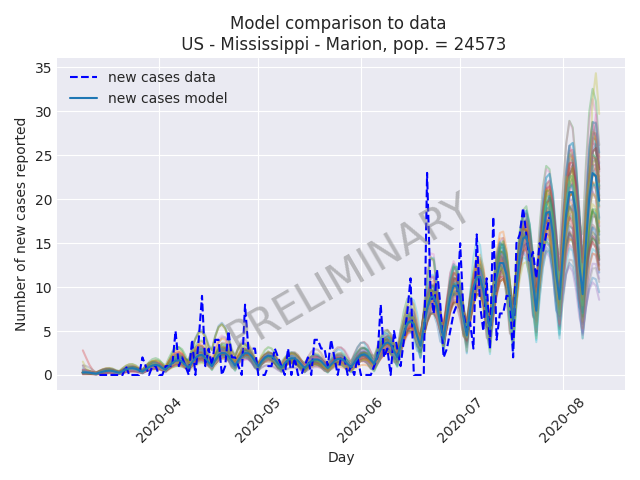 Model comparison to data
US - Mississippi - Marion, pop. = 24573
35
30
25
20
15
10
5
0
Number of new cases reported
new cases data
new cases model
PRELIMINARY
2020-04
2020-05
2020-06
2020-07
2020-08
Day